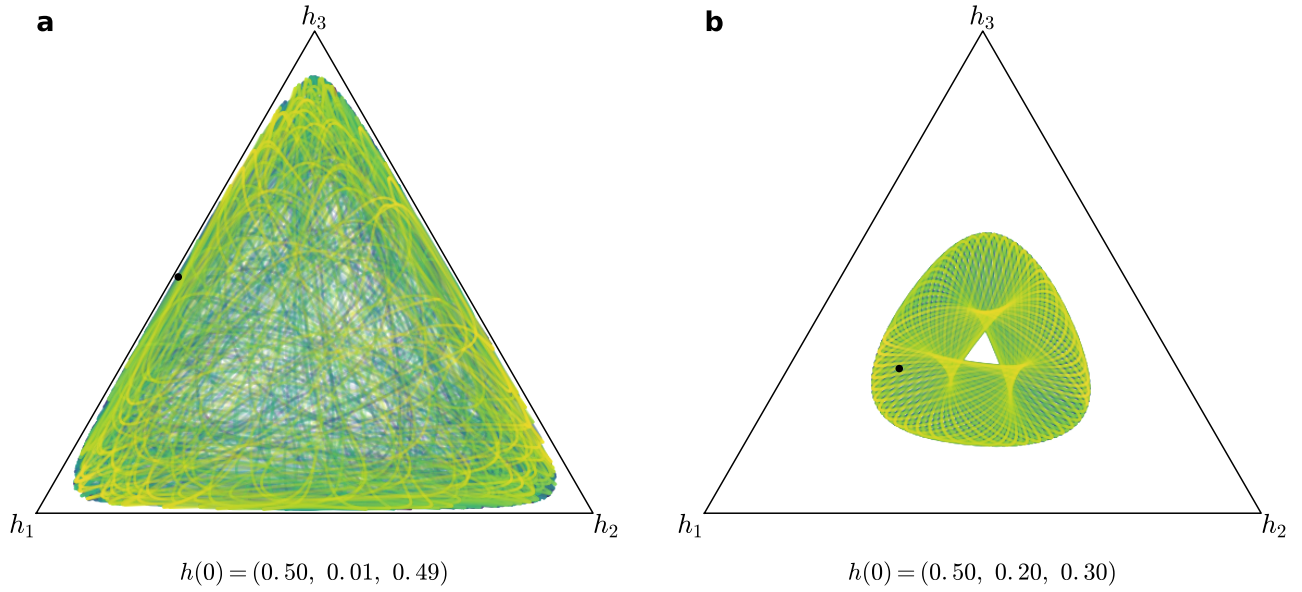 a
h₃
h₁
h₂
h(0) = (0.50, 0.01, 0.49)
b
h₃
h₁
h₂
h(0) = (0.50, 0.20, 0.30)